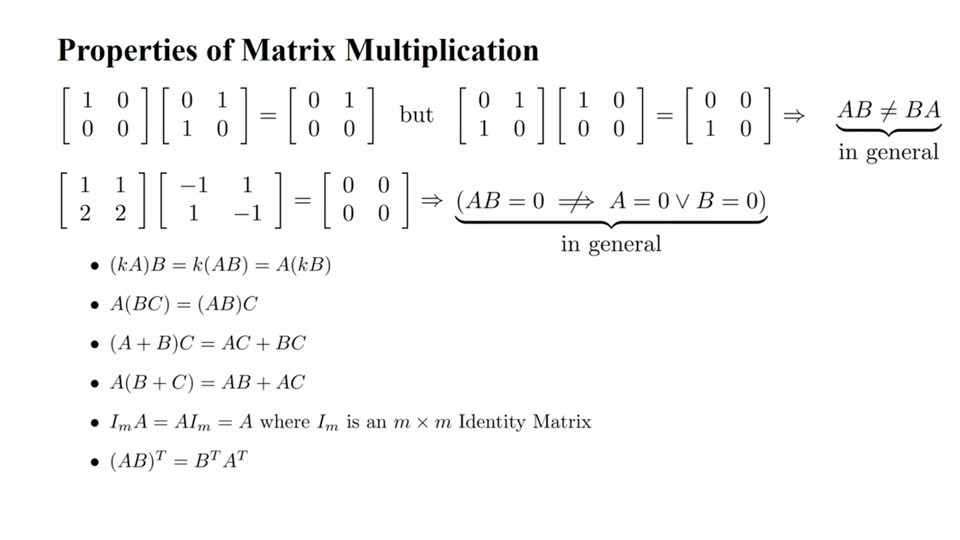 Properties of Matrix Multiplication
[1 0; 0 0] [0 1; 1 0] = [0 1; 0 0] but [0 1; 1 0] [1 0; 0 0] = [0 0; 1 0] ⇒ AB ≠ BA
in general
[1 1; 2 2] [−1 1; 1 −1] = [0 0; 0 0] ⇒ (AB = 0 ⇏ A = 0 ∨ B = 0)
in general
• (kA)B = k(AB) = A(kB)
• A(BC) = (AB)C
• (A + B)C = AC + BC
• A(B + C) = AB + AC
• I_m A = AI_m = A where I_m is an m × m Identity Matrix
• (AB)^T = B^T A^T